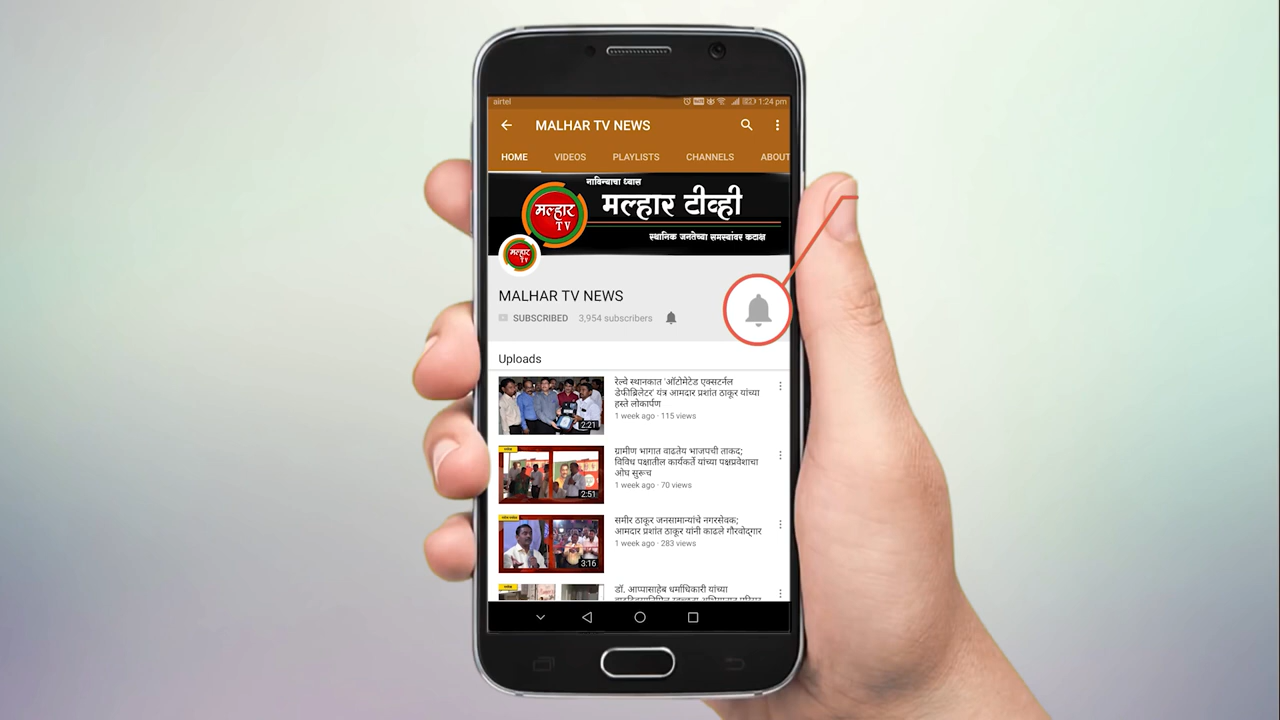 airtel 1:24 pm
MALHAR TV NEWS
HOME VIDEOS PLAYLISTS CHANNELS ABOUT
नाविन्याचा ध्यास
मल्हार टीव्ही
मल्हार
TV
स्थानिक जनतेच्या समस्यांवर कटाक्ष
मल्हार
TV
MALHAR TV NEWS
SUBSCRIBED 3,954 subscribers
Uploads
रेल्वे स्थानकात 'ऑटोमेटेड एक्सटर्नल
डेफीब्रिलेटर' यंत्र आमदार प्रशांत ठाकूर यांच्या
हस्ते लोकार्पण
1 week ago · 115 views
2:21
ग्रामीण भागात वाढतेय भाजपची ताकद;
विविध पक्षातील कार्यकर्ते यांच्या पक्षप्रवेशाचा
ओघ सुरूच
1 week ago · 70 views
2:51
समीर ठाकूर जनसामान्यांचे नगरसेवक;
आमदार प्रशांत ठाकूर यांनी काढले गौरवोद्गार
1 week ago · 283 views
3:16
डॉ. आप्पासाहेब धर्माधिकारी यांच्या